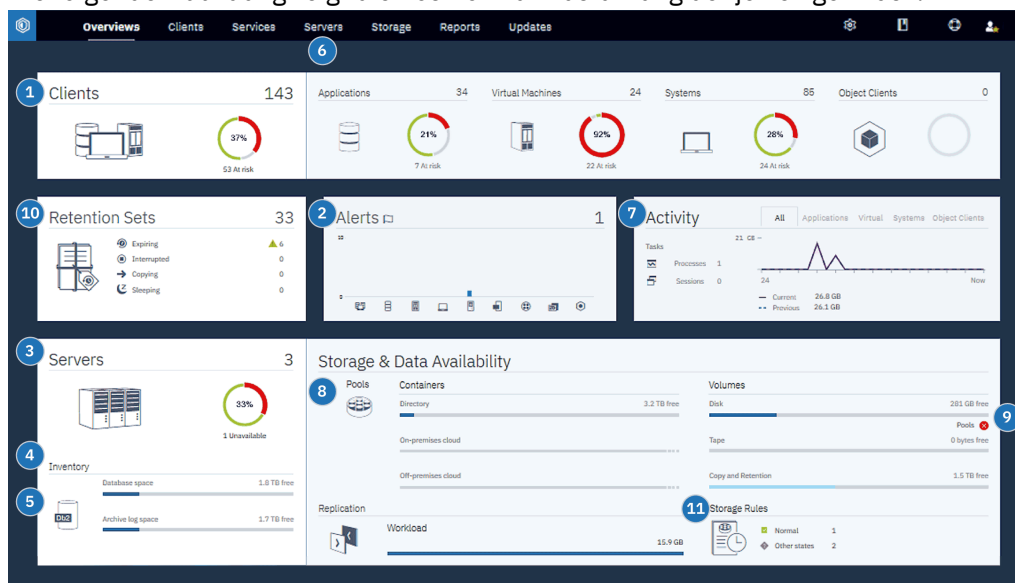 Overviews Clients Services Servers Storage Reports Updates
6
1 Clients 143
37%
53 At risk
Applications 34
21%
7 At risk
Virtual Machines 24
92%
22 At risk
Systems 85
28%
24 At risk
Object Clients 0
10 Retention Sets 33
Expiring 6
Interrupted 0
Copying 0
Sleeping 0
2 Alerts 1
10
0
7 Activity
All Applications Virtual Systems Object Clients
Tasks
Processes 1
Sessions 0
21 GB
24 Now
Current 26.8 GB
Previous 26.1 GB
3 Servers 3
33%
1 Unavailable
4
Inventory
Database space 1.8 TB free
5
Db2
Archive log space 1.7 TB free
Storage & Data Availability
8
Pools
Containers
Directory 3.2 TB free
On-premises cloud
Off-premises cloud
Volumes
Disk 281 GB free
Pools 9
Tape 0 bytes free
Copy and Retention 1.5 TB free
Replication
Workload
15.9 GB
11 Storage Rules
Normal 1
Other states 2